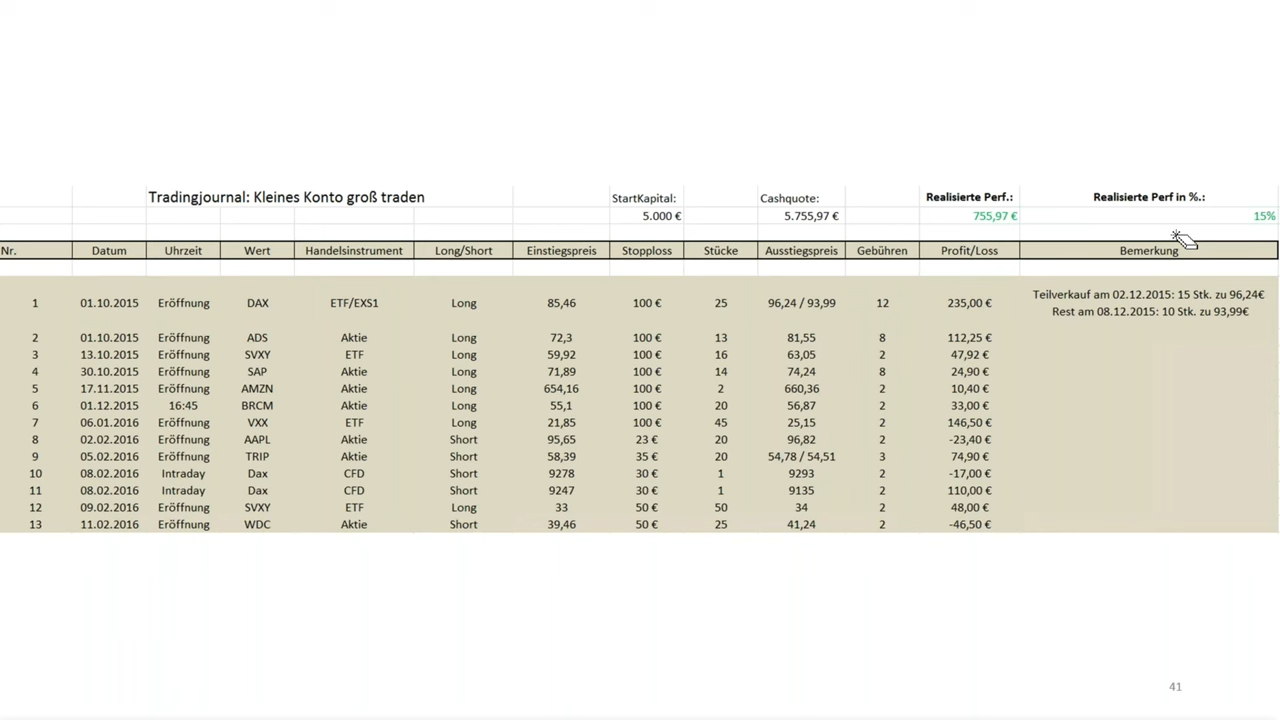 Tradingjournal: Kleines Konto groß traden StartKapital: Cashquote: Realisierte Perf.: Realisierte Perf in %.:
5.000 € 5.755,97 € 755,97 € 15%
Nr. Datum Uhrzeit Wert Handelsinstrument Long/Short Einstiegspreis Stopploss Stücke Ausstiegspreis Gebühren Profit/Loss Bemerkung
1 01.10.2015 Eröffnung DAX ETF/EXS1 Long 85,46 100 € 25 96,24 / 93,99 12 235,00 € Teilverkauf am 02.12.2015: 15 Stk. zu 96,24€
Rest am 08.12.2015: 10 Stk. zu 93,99€
2 01.10.2015 Eröffnung ADS Aktie Long 72,3 100 € 13 81,55 8 112,25 €
3 13.10.2015 Eröffnung SVXY ETF Long 59,92 100 € 16 63,05 2 47,92 €
4 30.10.2015 Eröffnung SAP Aktie Long 71,89 100 € 14 74,24 8 24,90 €
5 17.11.2015 Eröffnung AMZN Aktie Long 654,16 100 € 2 660,36 2 10,40 €
6 01.12.2015 16:45 BRCM Aktie Long 55,1 100 € 20 56,87 2 33,00 €
7 06.01.2016 Eröffnung VXX ETF Long 21,85 100 € 45 25,15 2 146,50 €
8 02.02.2016 Eröffnung AAPL Aktie Short 95,65 23 € 20 96,82 2 -23,40 €
9 05.02.2016 Eröffnung TRIP Aktie Short 58,39 35 € 20 54,78 / 54,51 3 74,90 €
10 08.02.2016 Intraday Dax CFD Short 9278 30 € 1 9293 2 -17,00 €
11 08.02.2016 Intraday Dax CFD Short 9247 30 € 1 9135 2 110,00 €
12 09.02.2016 Eröffnung SVXY ETF Long 33 50 € 50 34 2 48,00 €
13 11.02.2016 Eröffnung WDC Aktie Short 39,46 50 € 25 41,24 2 -46,50 €
41